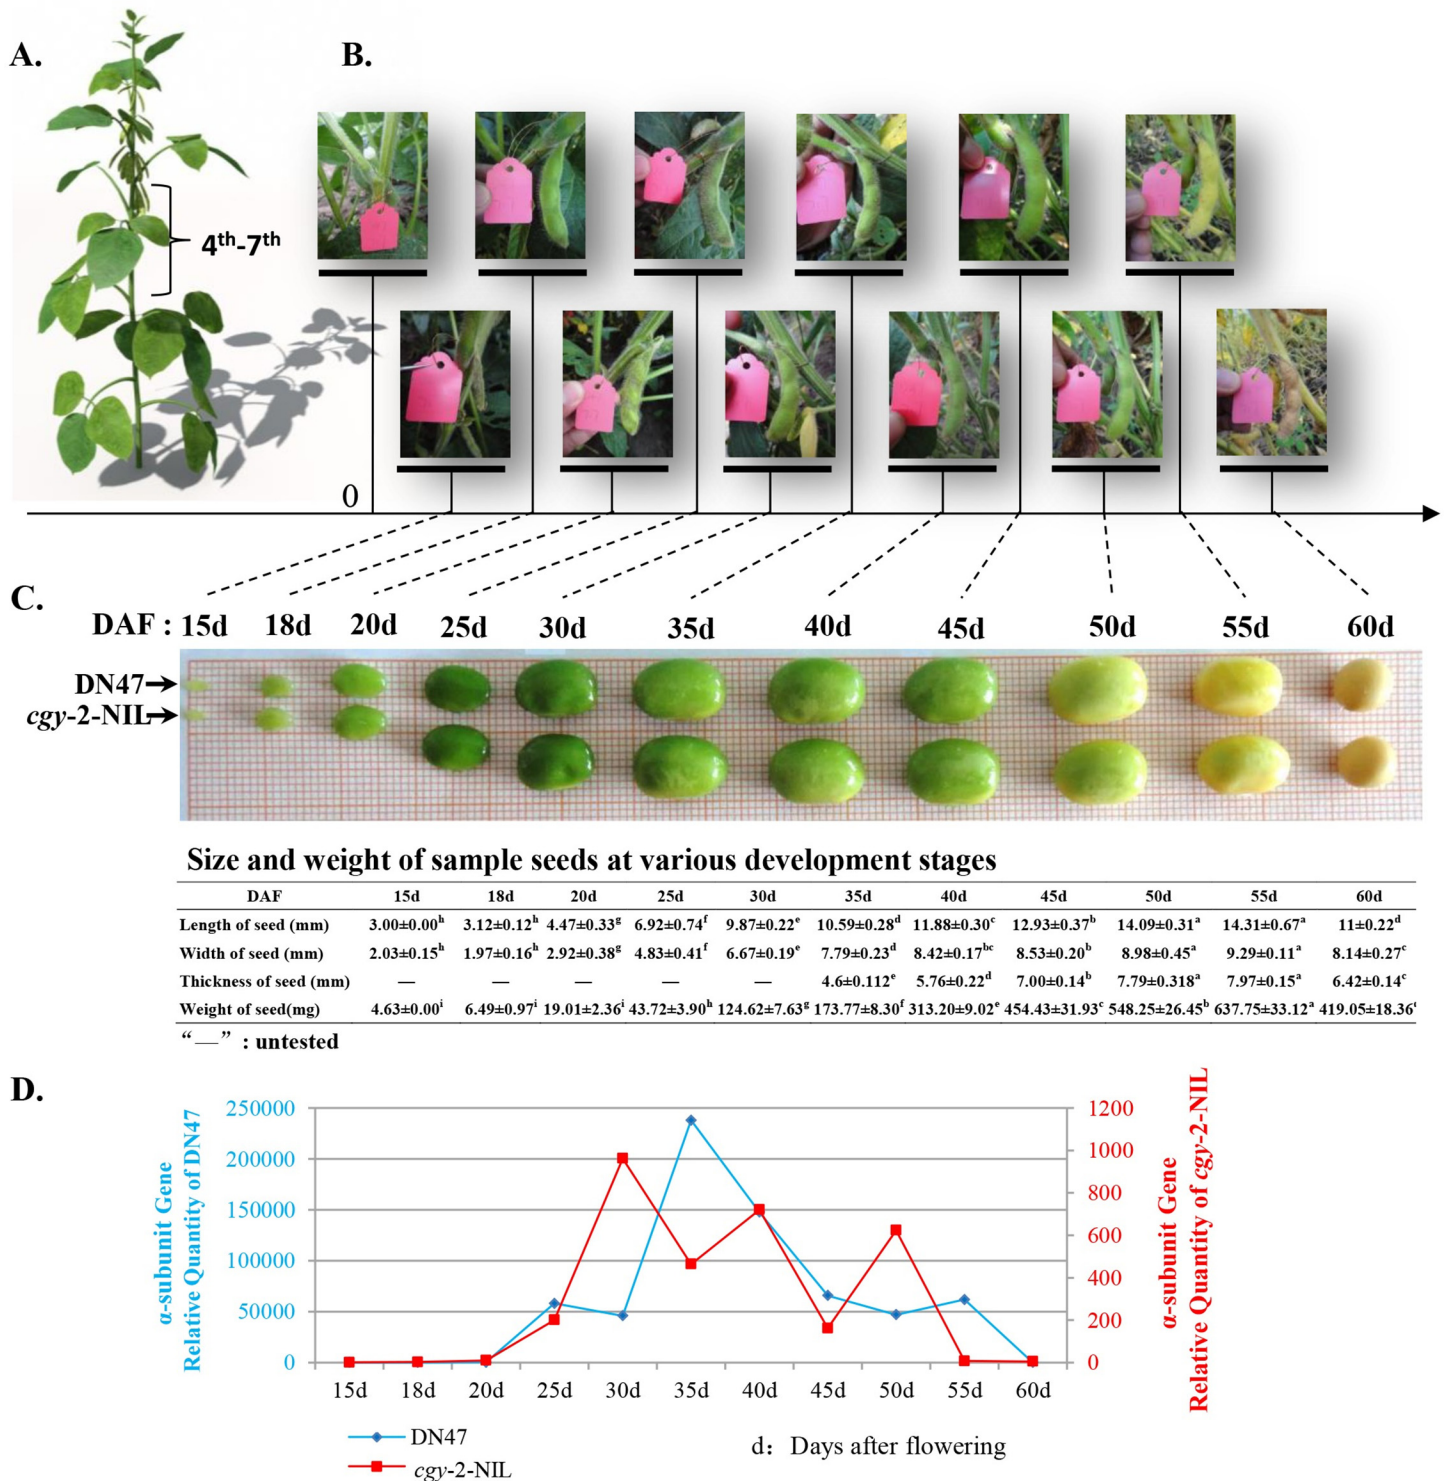 A.
B.
4th-7th
0
C.
DAF : 15d 18d 20d 25d 30d 35d 40d 45d 50d 55d 60d
DN47
cgy-2-NIL
Size and weight of sample seeds at various development stages
DAF 15d 18d 20d 25d 30d 35d 40d 45d 50d 55d 60d
Length of seed (mm) 3.00±0.00h 3.12±0.12h 4.47±0.33g 6.92±0.74f 9.87±0.22e 10.59±0.28d 11.88±0.30c 12.93±0.37b 14.09±0.31a 14.31±0.67a 11±0.22d
Width of seed (mm) 2.03±0.15h 1.97±0.16h 2.92±0.38g 4.83±0.41f 6.67±0.19e 7.79±0.23d 8.42±0.17bc 8.53±0.20b 8.98±0.45a 9.29±0.11a 8.14±0.27c
Thickness of seed (mm) — — — — — 4.6±0.112e 5.76±0.22d 7.00±0.14b 7.79±0.318a 7.97±0.15a 6.42±0.14c
Weight of seed(mg) 4.63±0.00i 6.49±0.97i 19.01±2.36i 43.72±3.90h 124.62±7.63g 173.77±8.30f 313.20±9.02e 454.43±31.93c 548.25±26.45b 637.75±33.12a 419.05±18.36
“—” : untested
D.
α-subunit Gene
Relative Quantity of DN47
250000
200000
150000
100000
50000
0
1200
1000
800
600
400
200
0
α-subunit Gene
Relative Quantity of cgy-2-NIL
15d 18d 20d 25d 30d 35d 40d 45d 50d 55d 60d
DN47
cgy-2-NIL
d: Days after flowering